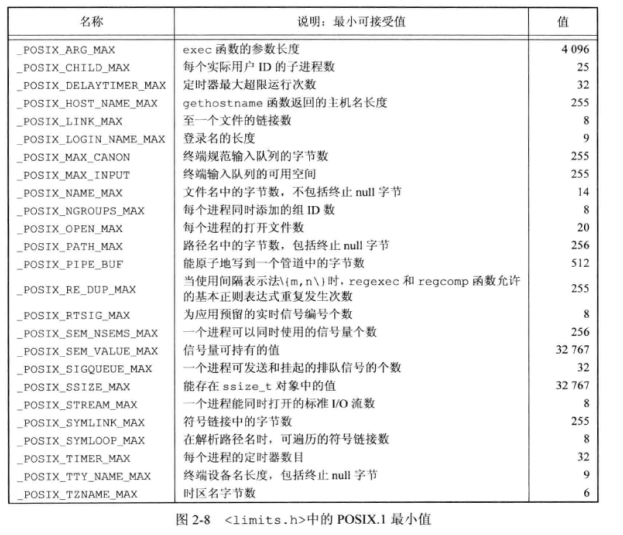 名称 说明：最小可接受值 值
_POSIX_ARG_MAX exec 函数的参数长度 4 096
_POSIX_CHILD_MAX 每个实际用户 ID 的子进程数 25
_POSIX_DELAYTIMER_MAX 定时器最大超限运行次数 32
_POSIX_HOST_NAME_MAX gethostname 函数返回的主机名长度 255
_POSIX_LINK_MAX 至一个文件的链接数 8
_POSIX_LOGIN_NAME_MAX 登录名的长度 9
_POSIX_MAX_CANON 终端规范输入队列的字节数 255
_POSIX_MAX_INPUT 终端输入队列的可用空间 255
_POSIX_NAME_MAX 文件名中的字节数，不包括终止 null 字节 14
_POSIX_NGROUPS_MAX 每个进程同时添加的组 ID 数 8
_POSIX_OPEN_MAX 每个进程的打开文件数 20
_POSIX_PATH_MAX 路径名中的字节数，包括终止 null 字节 256
_POSIX_PIPE_BUF 能原子地写到一个管道中的字节数 512
_POSIX_RE_DUP_MAX 当使用间隔表示法\{m,n\}时，regexec 和 regcomp 函数允许
的基本正则表达式重复发生次数 255
_POSIX_RTSIG_MAX 为应用预留的实时信号编号个数 8
_POSIX_SEM_NSEMS_MAX 一个进程可以同时使用的信号量个数 256
_POSIX_SEM_VALUE_MAX 信号量可持有的值 32 767
_POSIX_SIGQUEUE_MAX 一个进程可发送和挂起的排队信号的个数 32
_POSIX_SSIZE_MAX 能存在 ssize_t 对象中的值 32 767
_POSIX_STREAM_MAX 一个进程能同时打开的标准 I/O 流数 8
_POSIX_SYMLINK_MAX 符号链接中的字节数 255
_POSIX_SYMLOOP_MAX 在解析路径名时，可遍历的符号链接数 8
_POSIX_TIMER_MAX 每个进程的定时器数目 32
_POSIX_TTY_NAME_MAX 终端设备名长度，包括终止 null 字节 9
_POSIX_TZNAME_MAX 时区名字节数 6
图 2-8 <limits.h>中的 POSIX.1 最小值